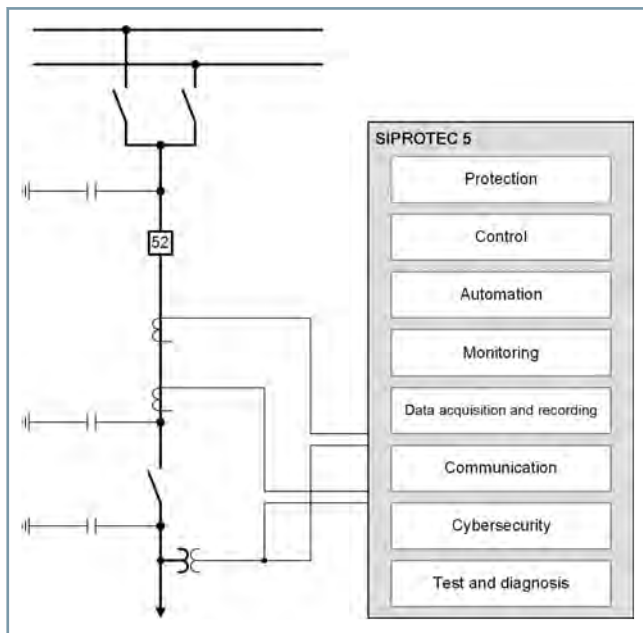 SIPROTEC 5
Protection
Control
52
Automation
Monitoring
Data acquisition and recording
Communication
Cybersecurity
Test and diagnosis